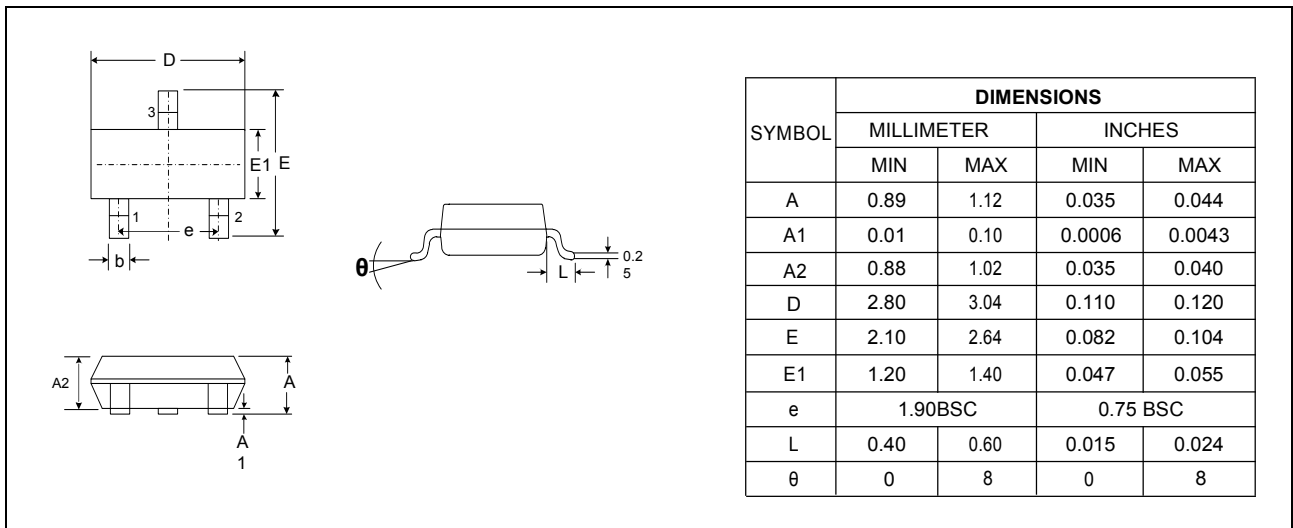 D
3
E1
E
1
2
e
b
θ
L
0.2
5
A2
A
A
1
SYMBOL
DIMENSIONS
MILLIMETER INCHES
MIN MAX MIN MAX
A 0.89 1.12 0.035 0.044
A1 0.01 0.10 0.0006 0.0043
A2 0.88 1.02 0.035 0.040
D 2.80 3.04 0.110 0.120
E 2.10 2.64 0.082 0.104
E1 1.20 1.40 0.047 0.055
e 1.90BSC 0.75 BSC
L 0.40 0.60 0.015 0.024
θ 0 8 0 8